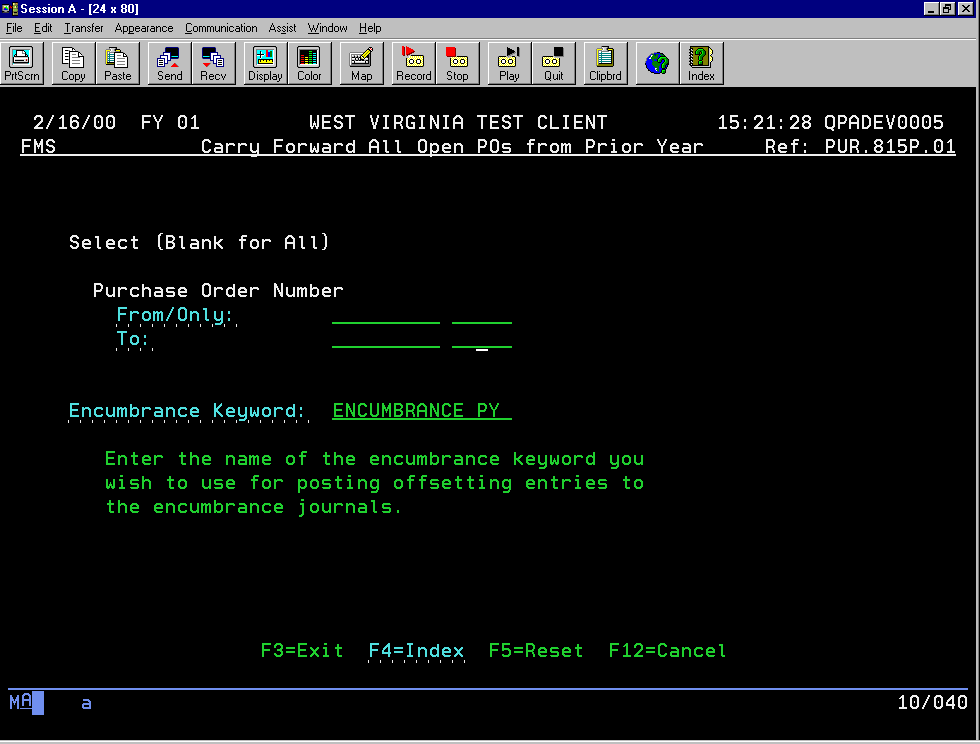 Session A - [24 x 80]
File Edit Transfer Appearance Communication Assist Window Help
PrtScrn Copy Paste Send Recv Display Color Map Record Stop Play Quit Clipbrd Index
2/16/00 FY 01 WEST VIRGINIA TEST CLIENT 15:21:28 QPADEV0005
FMS Carry Forward All Open POs from Prior Year Ref: PUR.815P.01
Select (Blank for All)
Purchase Order Number
From/Only:
To:
Encumbrance Keyword: ENCUMBRANCE PY
Enter the name of the encumbrance keyword you
wish to use for posting offsetting entries to
the encumbrance journals.
F3=Exit F4=Index F5=Reset F12=Cancel
MA a 10/040